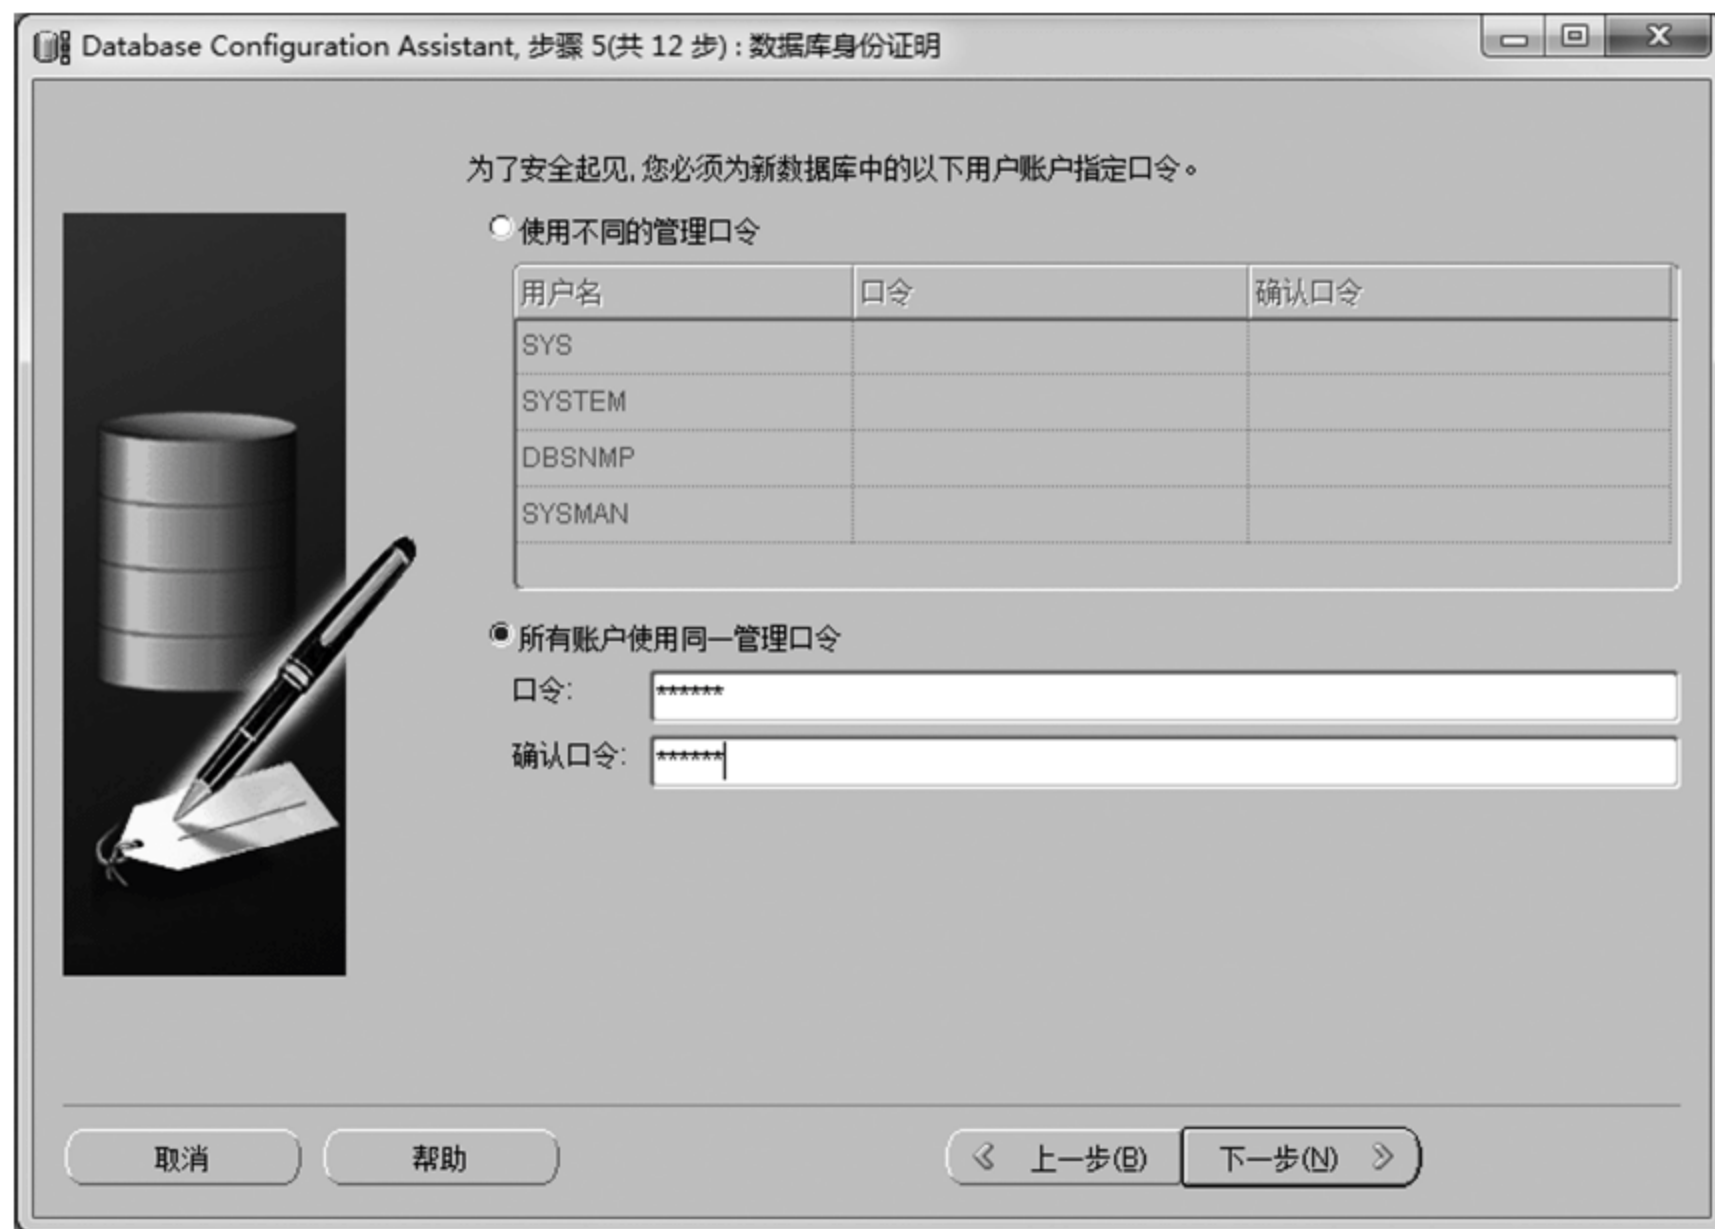 Database Configuration Assistant, 步骤 5(共 12 步) : 数据库身份证明
为了安全起见, 您必须为新数据库中的以下用户账户指定口令。
使用不同的管理口令
用户名 口令 确认口令
SYS
SYSTEM
DBSNMP
SYSMAN
所有账户使用同一管理口令
口令: ******
确认口令: ******
取消 帮助 上一步(B) 下一步(N)